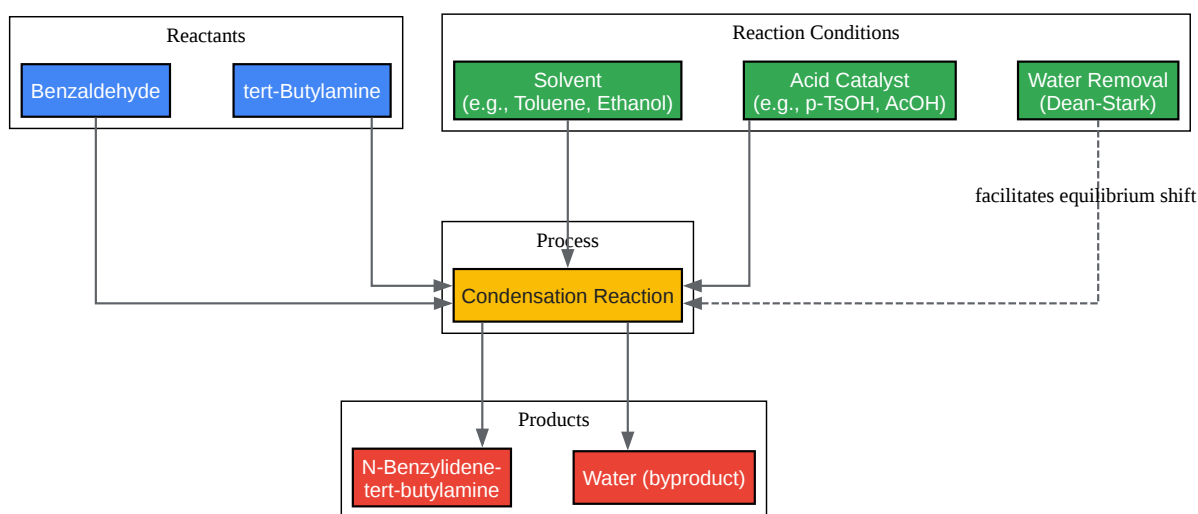 Reactants
Benzaldehyde
tert-Butylamine
Reaction Conditions
Solvent
(e.g., Toluene, Ethanol)
Acid Catalyst
(e.g., p-TsOH, AcOH)
Water Removal
(Dean-Stark)
facilitates equilibrium shift
Process
Condensation Reaction
Products
N-Benzylidene-
tert-butylamine
Water (byproduct)